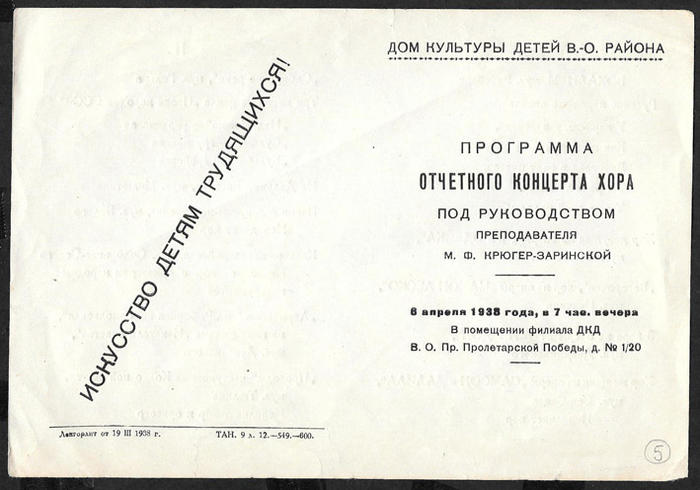 ИСКУССТВО ДЕТЯМ ТРУДЯЩИХСЯ!
Ленгорлит от 19 III 1938 г. ТАН. 9 л. 12.—549.—600.
ДОМ КУЛЬТУРЫ ДЕТЕЙ В.-О. РАЙОНА
ПРОГРАММА
ОТЧЕТНОГО КОНЦЕРТА ХОРА
ПОД РУКОВОДСТВОМ
ПРЕПОДАВАТЕЛЯ
М. Ф. КРЮГЕР-ЗАРИНСКОЙ
6 апреля 1938 года, в 7 час. вечера
В помещении филиала ДКД
В. О. Пр. Пролетарской Победы, д. № 1/20
5